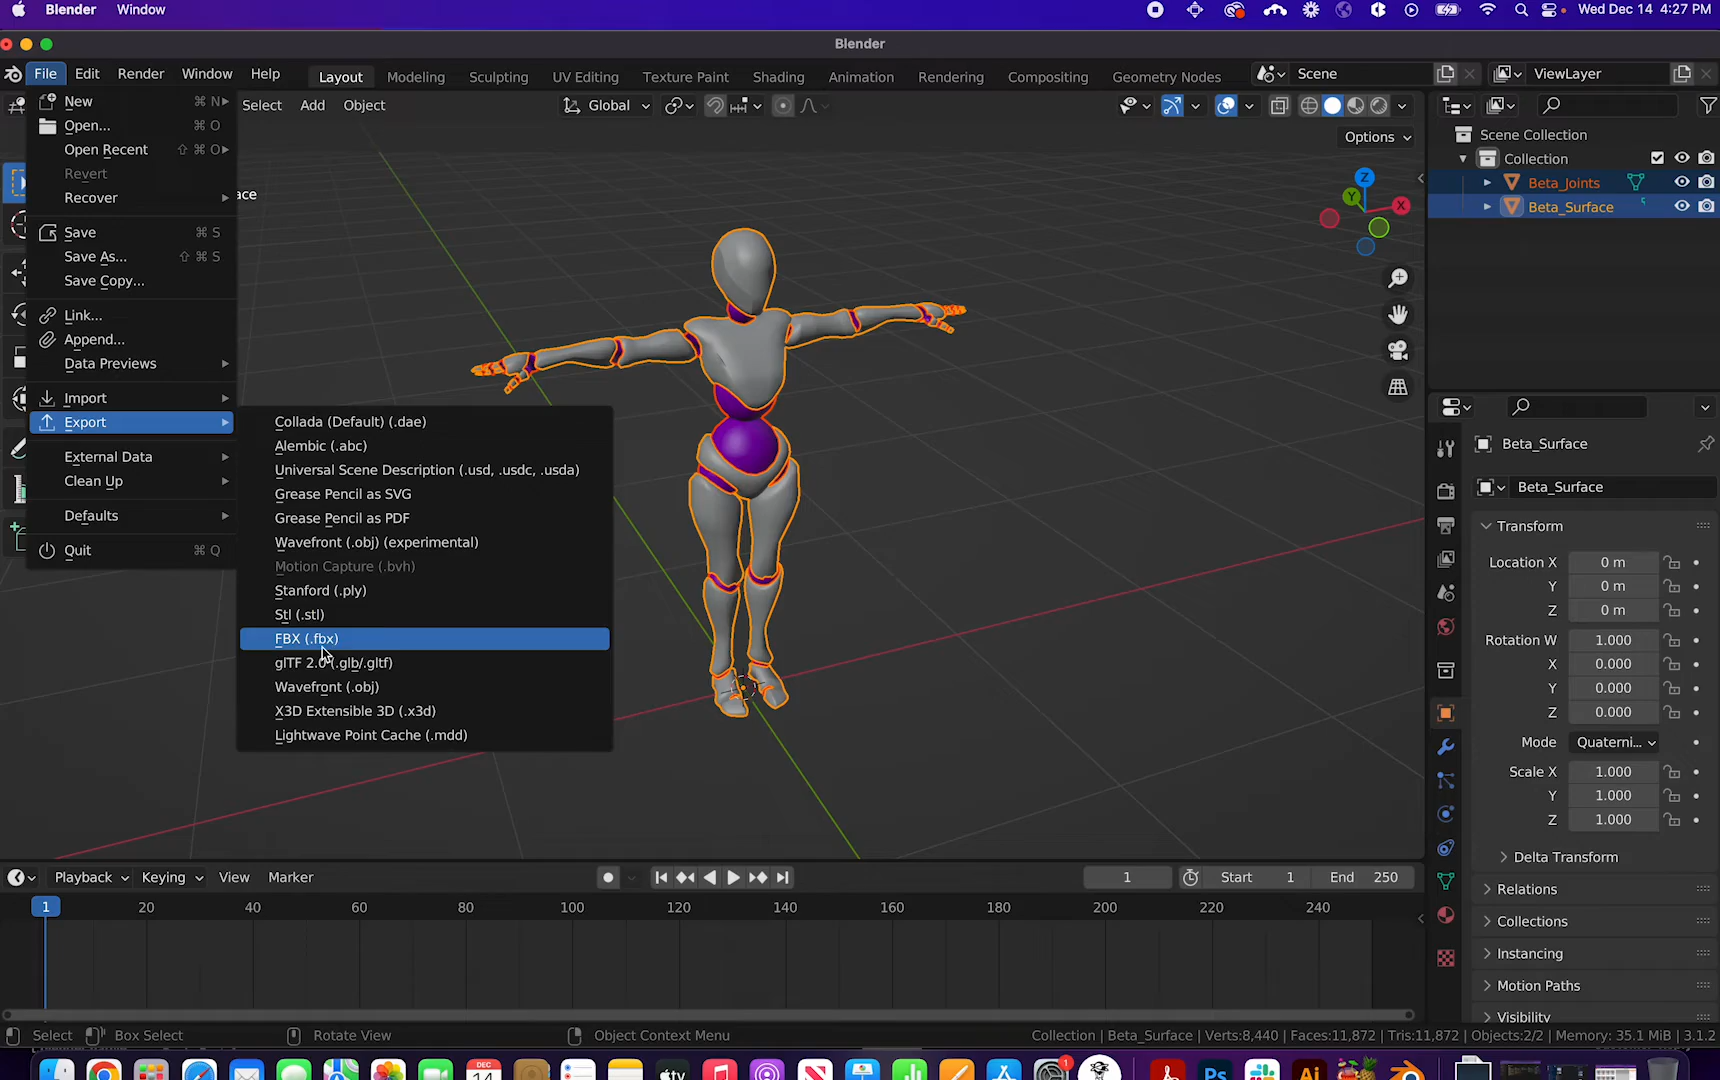 Blender Window Wed Dec 14 4:27 PM
Blender
File Edit Render Window Help Layout Modeling Sculpting UV Editing Texture Paint Shading Animation Rendering Compositing Geometry Nodes Scene ViewLayer
Select Add Object Global
Options
New ⌘ N
Open... ⌘ O
Open Recent ⇧ ⌘ O
Revert
Recover
Save ⌘ S
Save As... ⇧ ⌘ S
Save Copy...
Link...
Append...
Data Previews
Import
Export
External Data
Clean Up
Defaults
Quit ⌘ Q
Collada (Default) (.dae)
Alembic (.abc)
Universal Scene Description (.usd, .usdc, .usda)
Grease Pencil as SVG
Grease Pencil as PDF
Wavefront (.obj) (experimental)
Motion Capture (.bvh)
Stanford (.ply)
Stl (.stl)
FBX (.fbx)
glTF 2.0 (.glb/.gltf)
Wavefront (.obj)
X3D Extensible 3D (.x3d)
Lightwave Point Cache (.mdd)
ace
Z
Y
X
Scene Collection
Collection
Beta_Joints
Beta_Surface
Beta_Surface
Beta_Surface
Transform
Location X 0 m
Y 0 m
Z 0 m
Rotation W 1.000
X 0.000
Y 0.000
Z 0.000
Mode Quaterni...
Scale X 1.000
Y 1.000
Z 1.000
Delta Transform
Relations
Collections
Instancing
Motion Paths
Visibility
Playback Keying View Marker 1 Start 1 End 250
1 20 40 60 80 100 120 140 160 180 200 220 240
Select Box Select Rotate View Object Context Menu Collection | Beta_Surface | Verts:8,440 | Faces:11,872 | Tris:11,872 | Objects:2/2 | Memory: 35.1 MiB | 3.1.2
DEC
14
tv
1
Ps
Ai